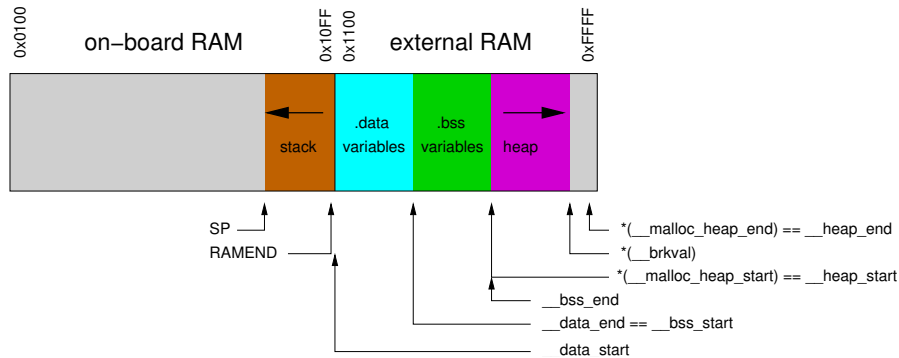 0x0100
on−board RAM
0x10FF
0x1100
external RAM
0xFFFF
stack
.data
variables
.bss
variables
heap
SP
RAMEND
*(__malloc_heap_end) == __heap_end
*(__brkval)
*(__malloc_heap_start) == __heap_start
__bss_end
__data_end == __bss_start
__data_start